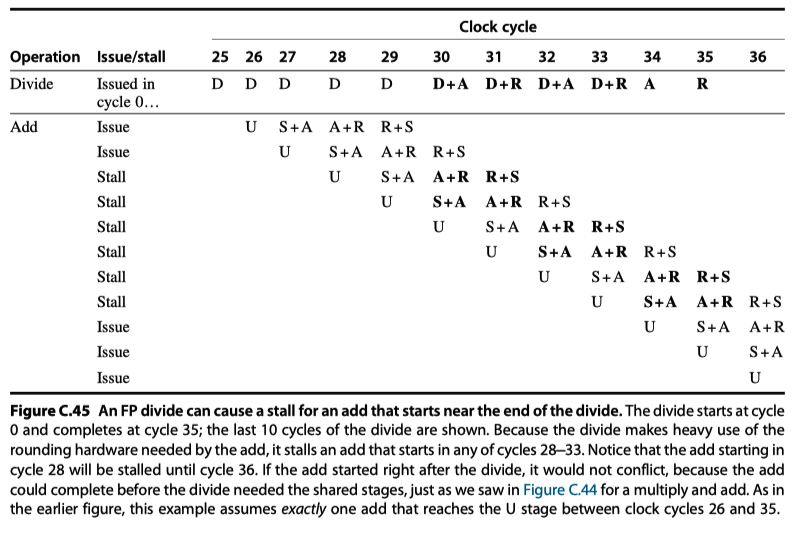 Clock cycle
Operation Issue/stall 25 26 27 28 29 30 31 32 33 34 35 36
Divide Issued in D D D D D D+A D+R D+A D+R A R
cycle 0…
Add Issue U S+A A+R R+S
Issue U S+A A+R R+S
Stall U S+A A+R R+S
Stall U S+A A+R R+S
Stall U S+A A+R R+S
Stall U S+A A+R R+S
Stall U S+A A+R R+S
Stall U S+A A+R R+S
Issue U S+A A+R
Issue U S+A
Issue U
Figure C.45 An FP divide can cause a stall for an add that starts near the end of the divide. The divide starts at cycle
0 and completes at cycle 35; the last 10 cycles of the divide are shown. Because the divide makes heavy use of the
rounding hardware needed by the add, it stalls an add that starts in any of cycles 28–33. Notice that the add starting in
cycle 28 will be stalled until cycle 36. If the add started right after the divide, it would not conflict, because the add
could complete before the divide needed the shared stages, just as we saw in Figure C.44 for a multiply and add. As in
the earlier figure, this example assumes exactly one add that reaches the U stage between clock cycles 26 and 35.